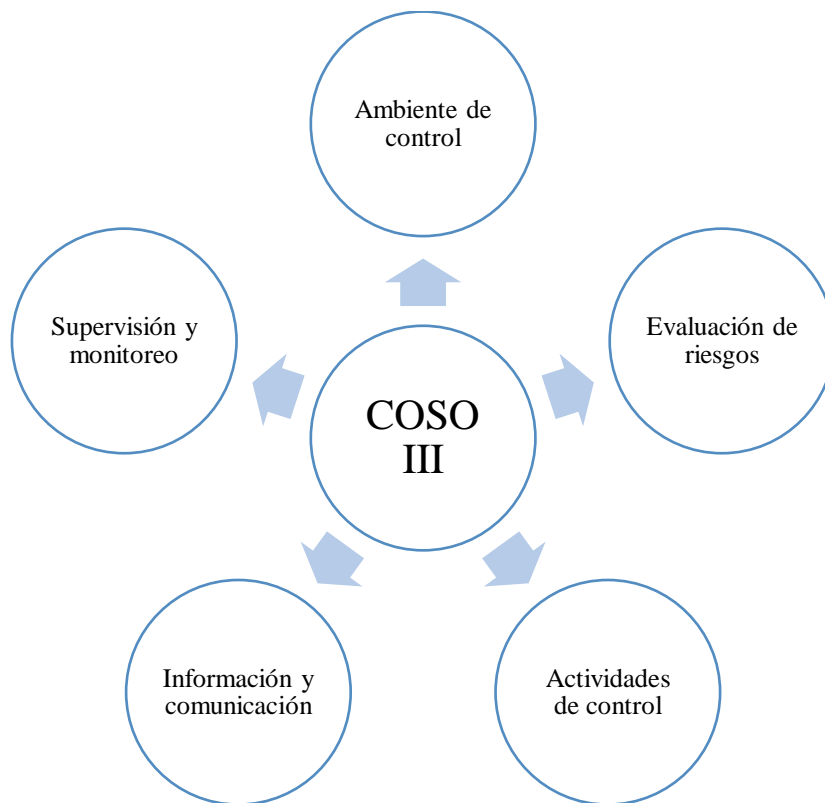 Ambiente de
control
Supervisión y
monitoreo
Evaluación de
riesgos
COSO
III
Información y
comunicación
Actividades
de control